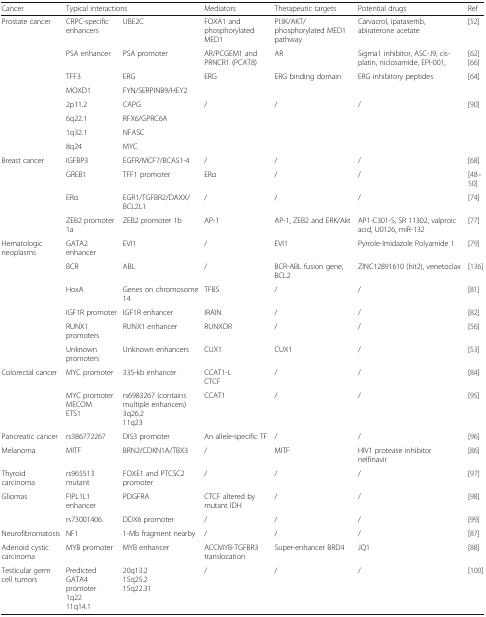 Cancer Typical interactions Mediators Therapeutic targets Potential drugs Ref
Prostate cancer CRPC-specific enhancers UBE2C FOXA1 and phosphorylated MED1 PI3K/AKT/ phosphorylated MED1 pathway Carvacrol, ipatasertib, abiraterone acetate [52]
PSA enhancer PSA promoter AR/PCGEM1 and PRNCR1 (PCAT8) AR Sigma1 inhibitor, ASC-J9, cis-platin, niclosamide, EPI-001, [62] [66]
TFF3 ERG ERG ERG binding domain ERG inhibitory peptides [64]
MOXD1 FYN/SERPINB9/HEY2
2p11.2 CAPG / / / [90]
6q22.1 RFX6/GPRC6A
1q32.1 NFASC
8q24 MYC
Breast cancer IGFBP3 EGFR/MCF7/BCAS1-4 / / / [68]
GREB1 TFF1 promoter ERα / / [48–50]
ERα EGR1/TGFBR2/DAXX/ BCL2L1 / / / [74]
ZEB2 promoter 1a ZEB2 promoter 1b AP-1 AP-1, ZEB2 and ERK/Akt AP1-C301-S, SR 11302, valproic acid, U0126, miR-132 [77]
Hematologic neoplasms GATA2 enhancer EVI1 / EVI1 Pyrrole-Imidazole Polyamide 1 [79]
BCR ABL / BCR-ABL fusion gene, BCL2 ZINC12891610 (hit2), venetoclax [136]
HoxA Genes on chromosome 14 TFBS / / [81]
IGF1R promoter IGF1R enhancer IRAIN / / [82]
RUNX1 promoters RUNX1 enhancer RUNXOR / / [56]
Unknown promoters Unknown enhancers CUX1 CUX1 / [53]
Colorectal cancer MYC promoter 335-kb enhancer CCAT1-L CTCF / / [84]
MYC promoter MECOM ETS1 rs6983267 (contains multiple enhancers) 3q26.2 11q23 CCAT1 / / [95]
Pancreatic cancer rs386772267 DIS3 promoter An allele-specific TF / / [96]
Melanoma MITF BRN2/CDKN1A/TBX3 / MITF HIV1 protease inhibitor nelfinavir [86]
Thyroid carcinoma rs965513 mutant FOXE1 and PTCSC2 promoter / / / [97]
Gliomas FIPL1L1 enhancer PDGFRA CTCF altered by mutant IDH / / [98]
rs73001406 DDX6 promoter / / / [99]
Neurofibromatosis NF1 1-Mb fragment nearby / / / [87]
Adenoid cystic carcinoma MYB promoter MYB enhancer ACCMYB-TGFBR3 translocation Super-enhancer BRD4 JQ1 [88]
Testicular germ cell tumors Predicted GATA4 promoter 1q22 11q14.1 20q13.2 15q25.2 15q22.31 / / / [100]